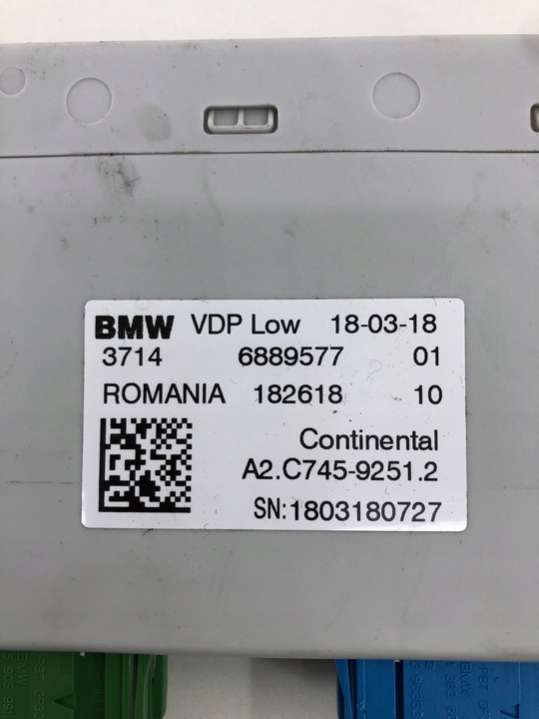 BMW VDP Low 18-03-18
3714 6889577 01
ROMANIA 182618 10
Continental
A2.C745-9251.2
SN:1803180727